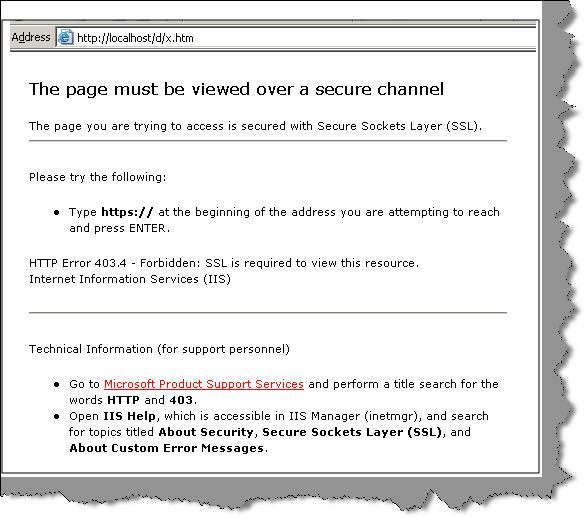 Address http://localhost/d/x.htm
The page must be viewed over a secure channel
The page you are trying to access is secured with Secure Sockets Layer (SSL).
Please try the following:
• Type https:// at the beginning of the address you are attempting to reach
and press ENTER.
HTTP Error 403.4 - Forbidden: SSL is required to view this resource.
Internet Information Services (IIS)
Technical Information (for support personnel)
• Go to Microsoft Product Support Services and perform a title search for the
words HTTP and 403.
• Open IIS Help, which is accessible in IIS Manager (inetmgr), and search
for topics titled About Security, Secure Sockets Layer (SSL), and
About Custom Error Messages.